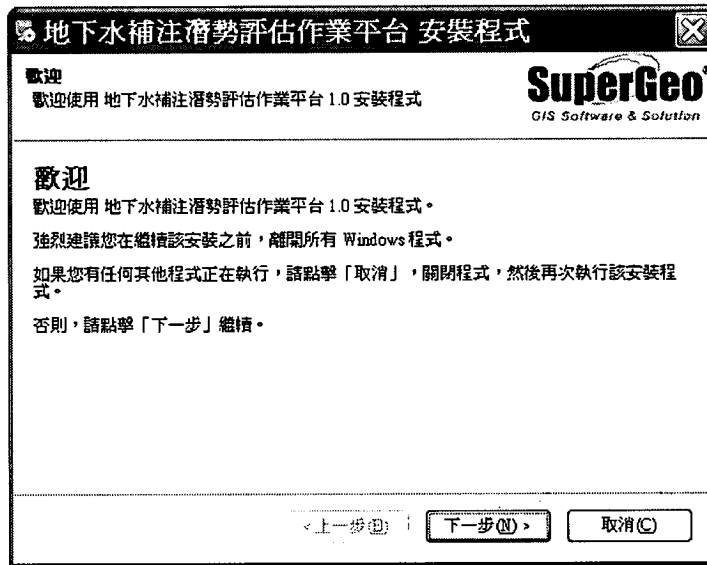 地下水補注潛勢評估作業平台 安裝程式
歡迎
歡迎使用 地下水補注潛勢評估作業平台 1.0 安裝程式
SuperGeo
GIS Software & Solution
歡迎
歡迎使用 地下水補注潛勢評估作業平台 1.0 安裝程式。
強烈建議您在繼續該安裝之前，離開所有 Windows 程式。
如果您有任何其他程式正在執行，請點擊「取消」，關閉程式，然後再次執行該安裝程
式。
否則，請點擊「下一步」繼續。
<上一步(B) 下一步(N)> 取消(C)